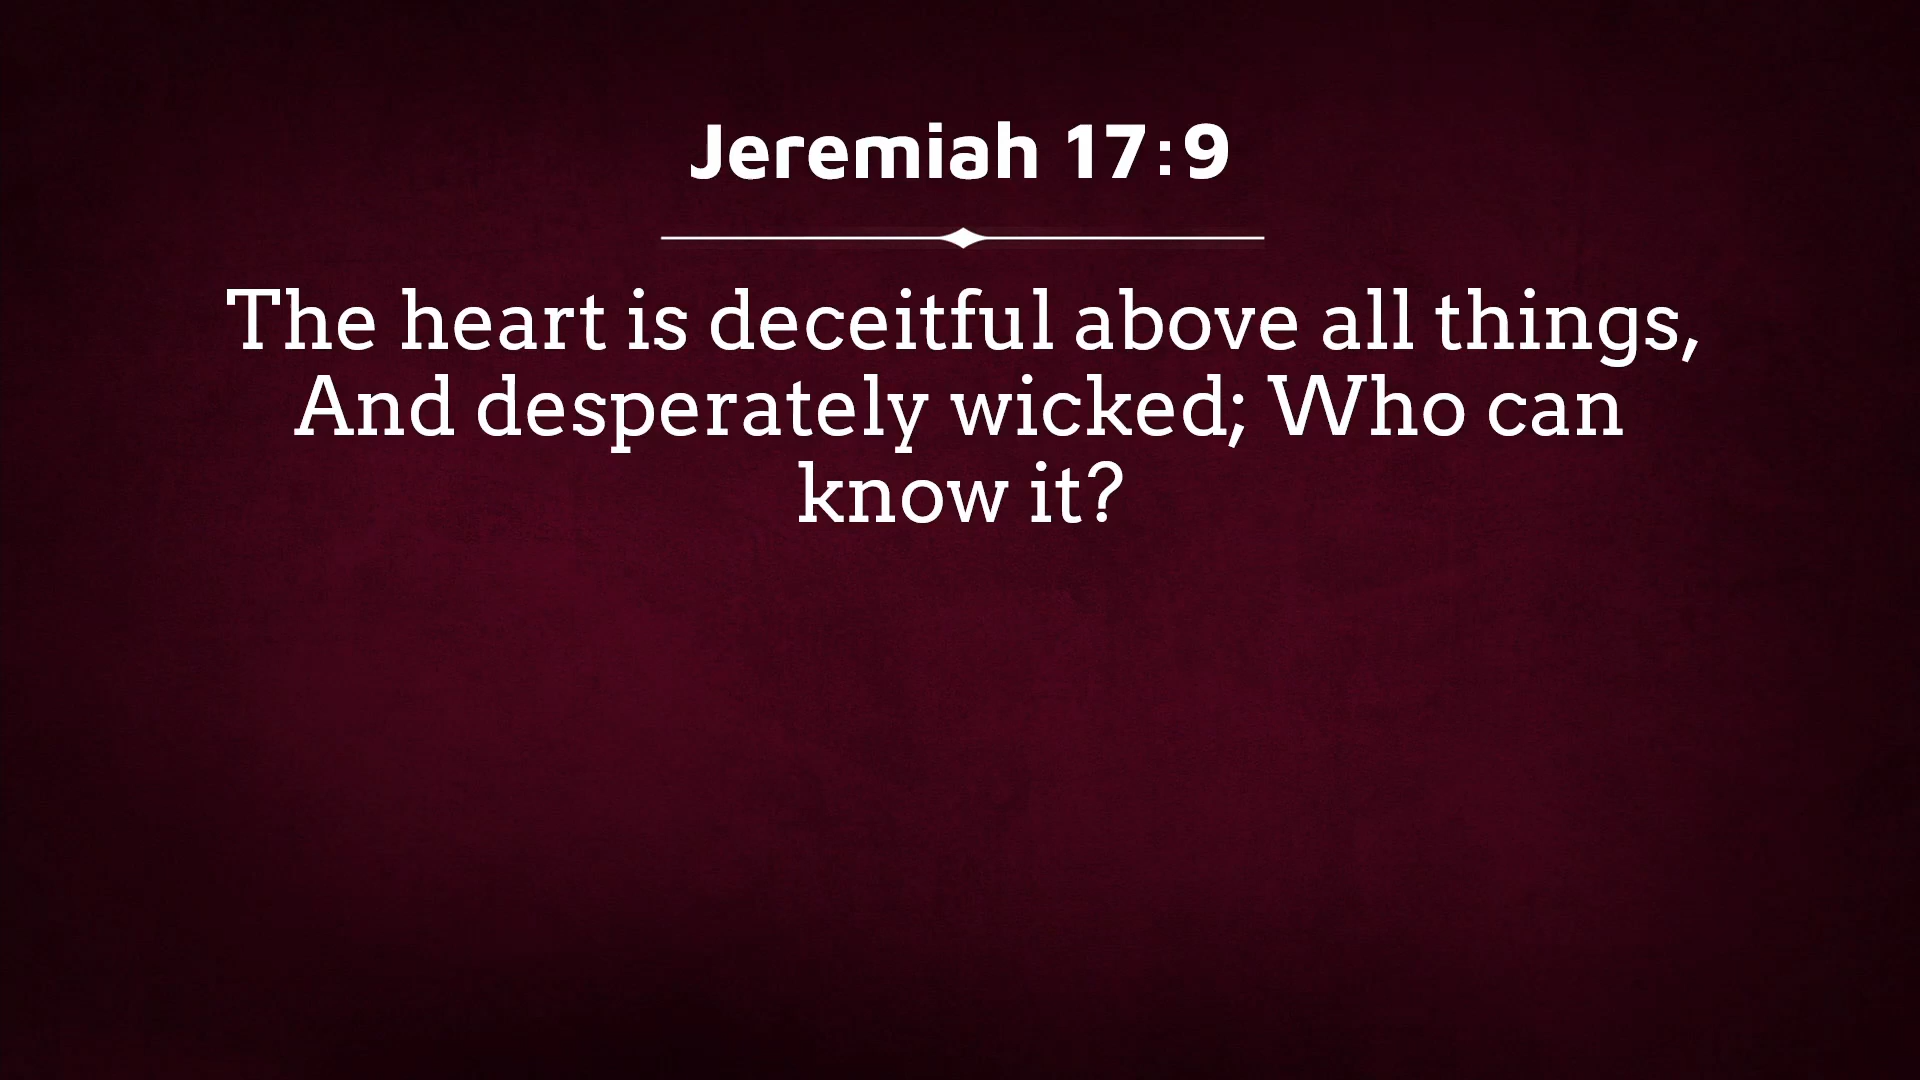 Jeremiah 17:9
The heart is deceitful above all things,
And desperately wicked; Who can
know it?